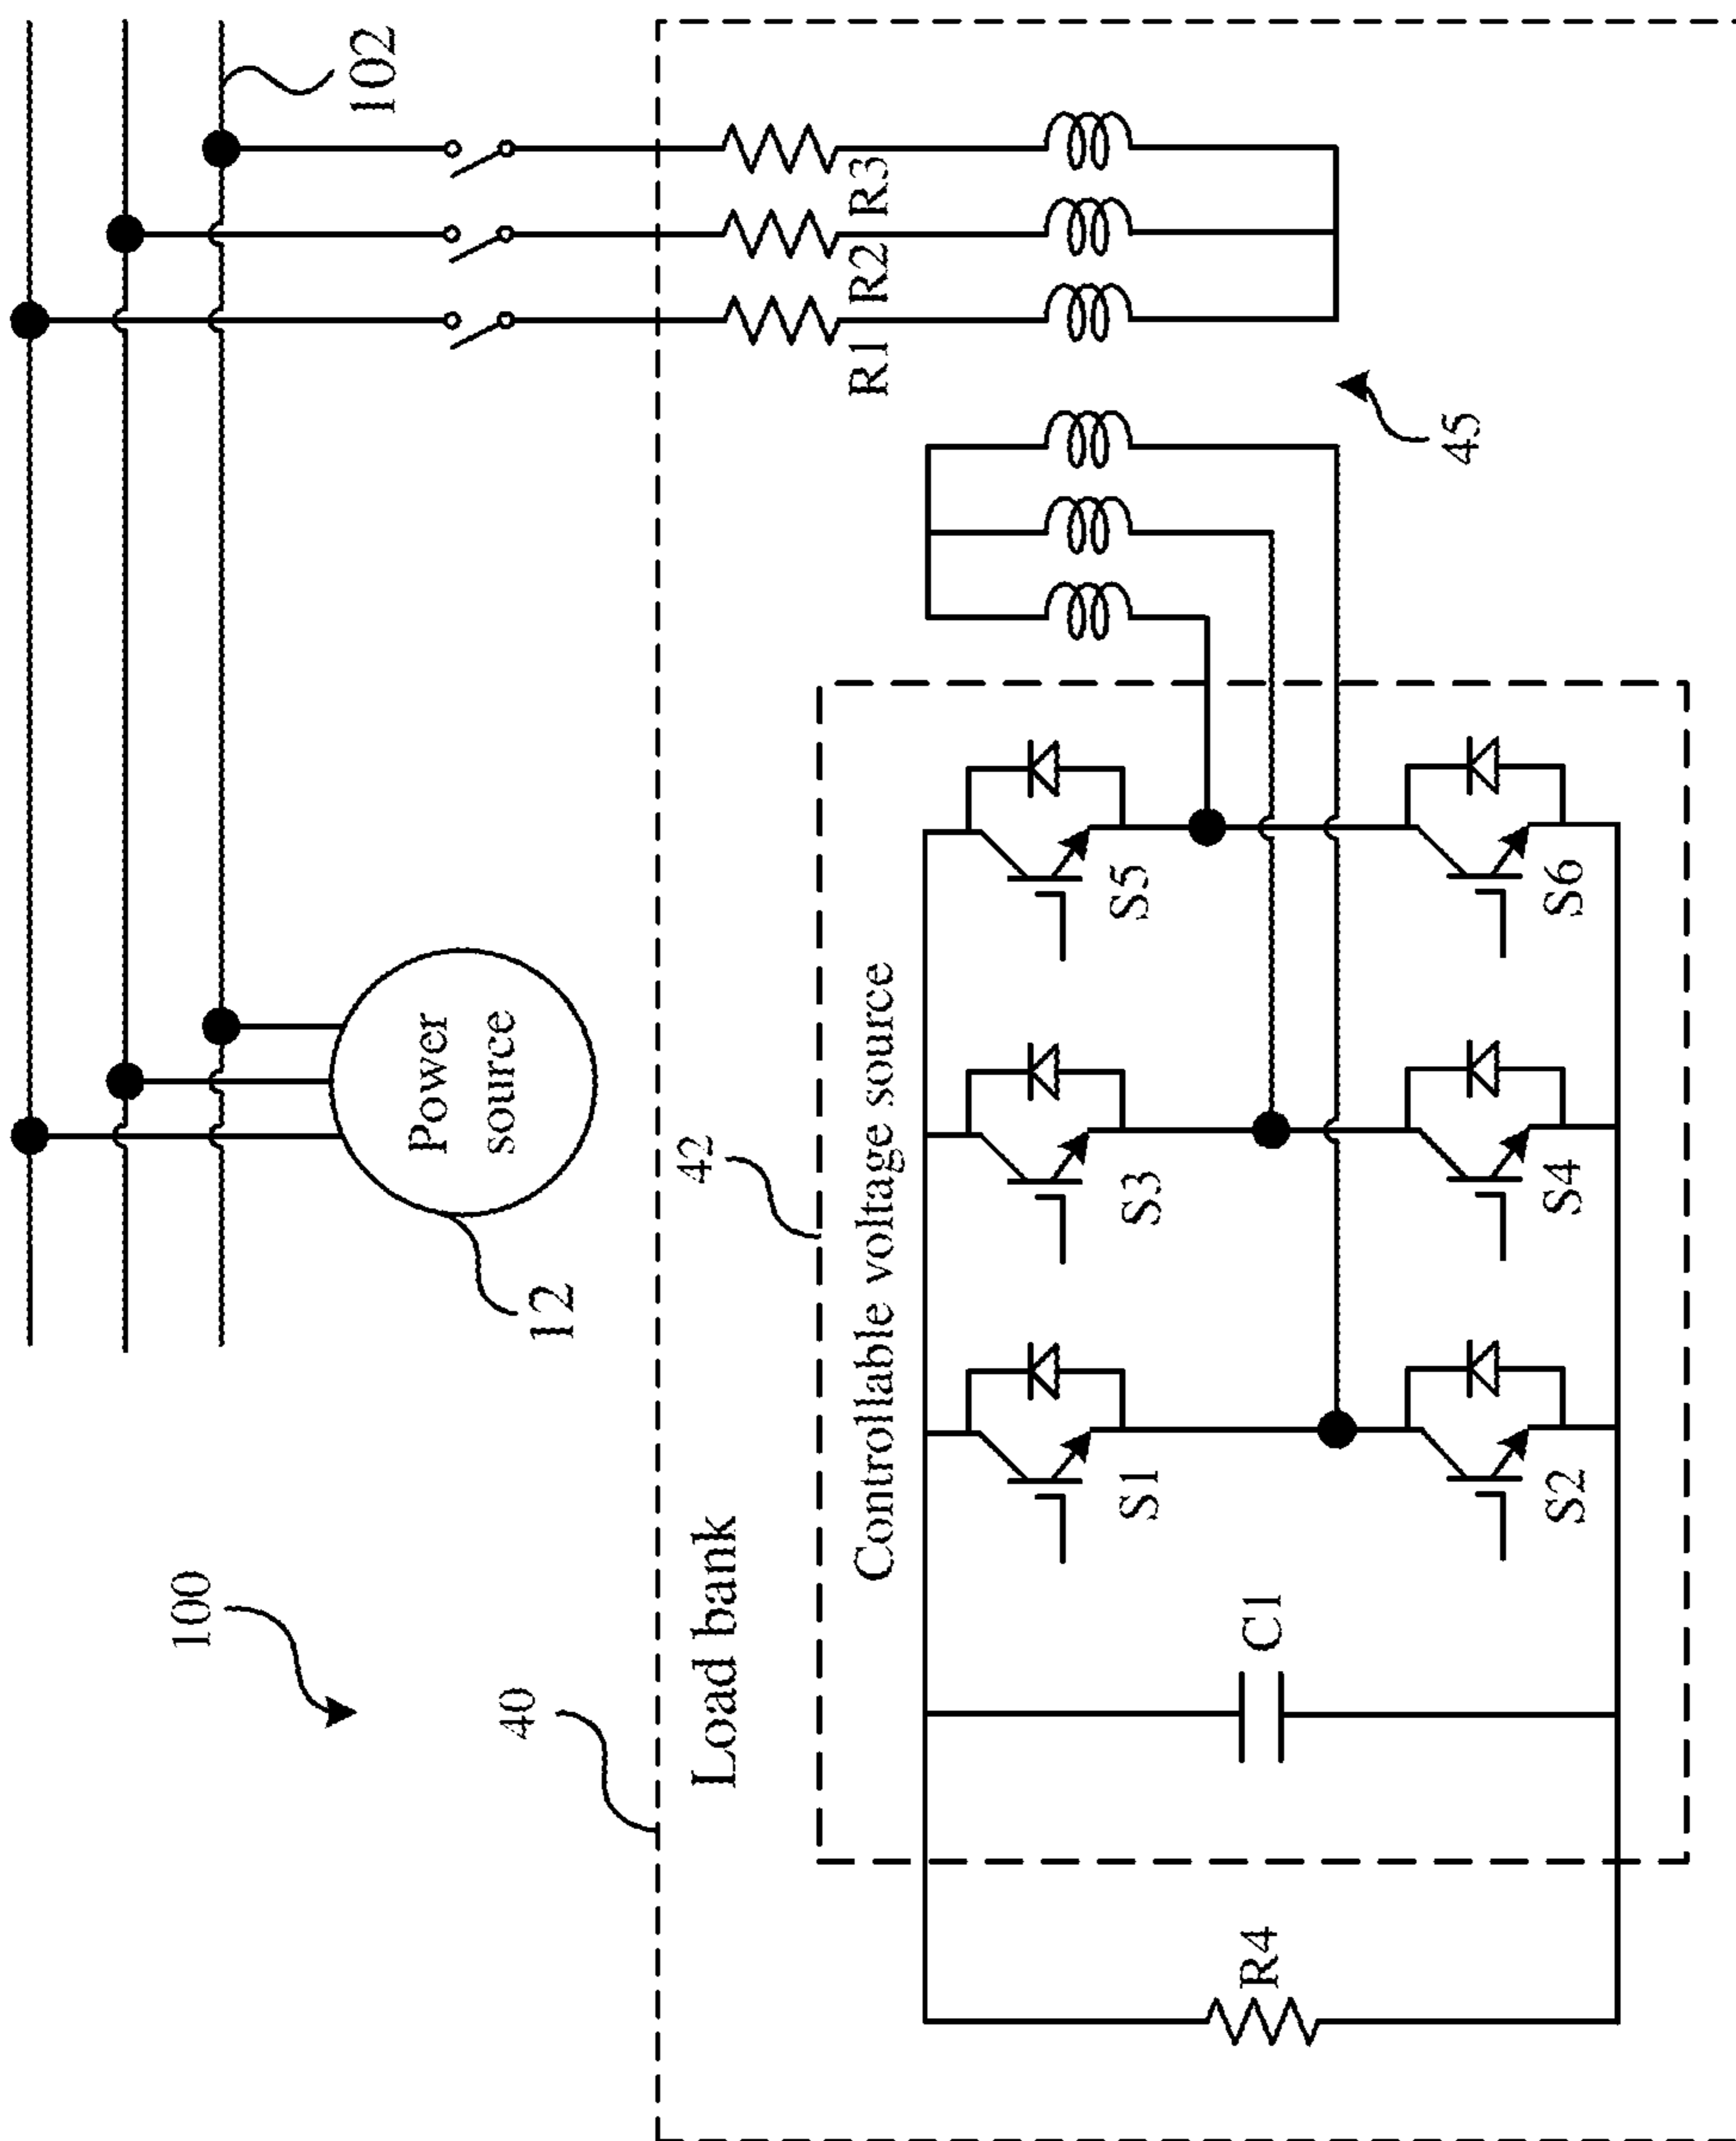 102
Power
source
12
100
40
Load bank
42
Controllable voltage source
R1
R2
R3
45
S1
S3
S5
S2
S4
S6
C1
R4